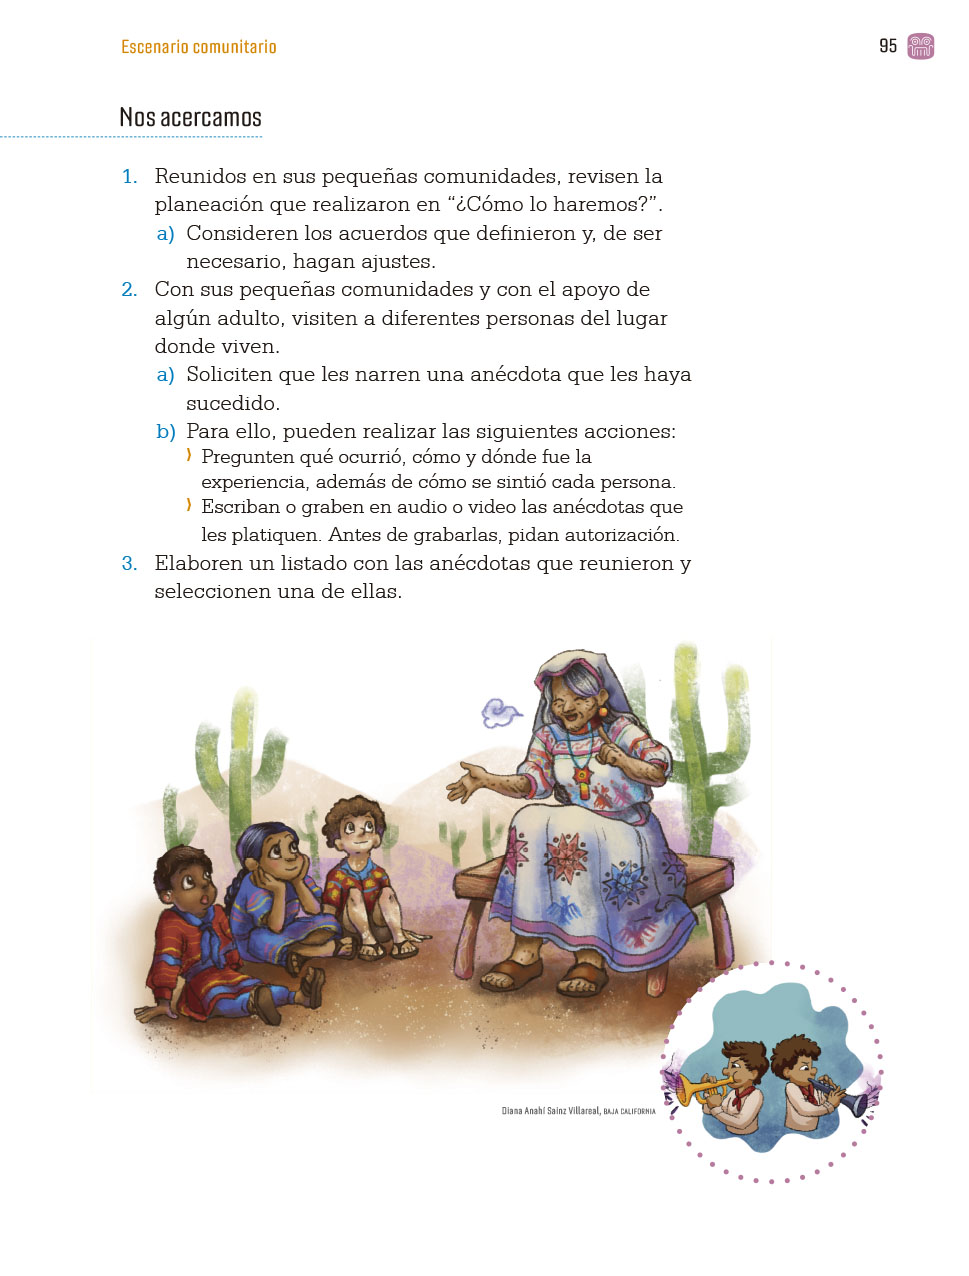 Escenario comunitario
95
Nos acercamos
1. Reunidos en sus pequeñas comunidades, revisen la
planeación que realizaron en “¿Cómo lo haremos?”.
a) Consideren los acuerdos que definieron y, de ser
necesario, hagan ajustes.
2. Con sus pequeñas comunidades y con el apoyo de
algún adulto, visiten a diferentes personas del lugar
donde viven.
a) Soliciten que les narren una anécdota que les haya
sucedido.
b) Para ello, pueden realizar las siguientes acciones:
⟩ Pregunten qué ocurrió, cómo y dónde fue la
experiencia, además de cómo se sintió cada persona.
⟩ Escriban o graben en audio o video las anécdotas que
les platiquen. Antes de grabarlas, pidan autorización.
3. Elaboren un listado con las anécdotas que reunieron y
seleccionen una de ellas.
Diana Anahí Sainz Villareal, BAJA CALIFORNIA